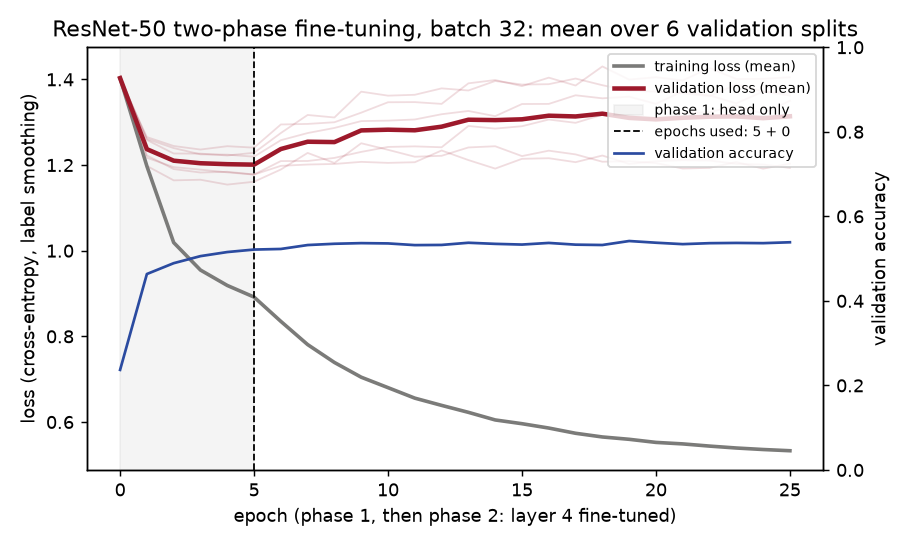 ResNet-50 two-phase fine-tuning, batch 32: mean over 6 validation splits
loss (cross-entropy, label smoothing)
1.4
1.2
1.0
0.8
0.6
training loss (mean)
validation loss (mean)
phase 1: head only
epochs used: 5 + 0
validation accuracy
1.0
0.8
0.6
0.4
0.2
0.0
validation accuracy
0 5 10 15 20 25
epoch (phase 1, then phase 2: layer 4 fine-tuned)